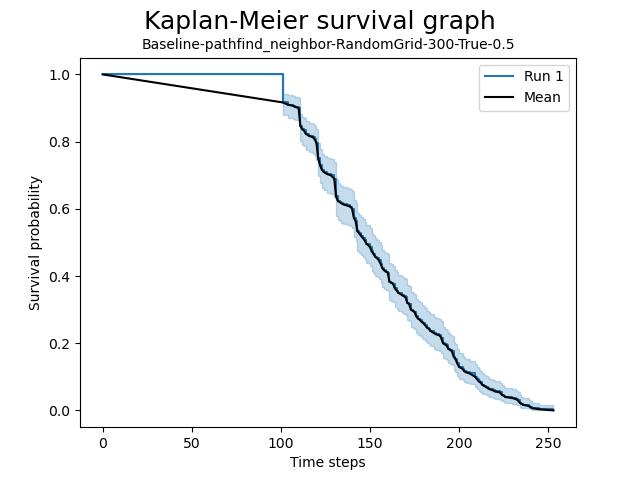 Kaplan-Meier survival graph
Baseline-pathfind_neighbor-RandomGrid-300-True-0.5
Run 1
Mean
Survival probability
1.0
0.8
0.6
0.4
0.2
0.0
0
50
100
150
200
250
Time steps